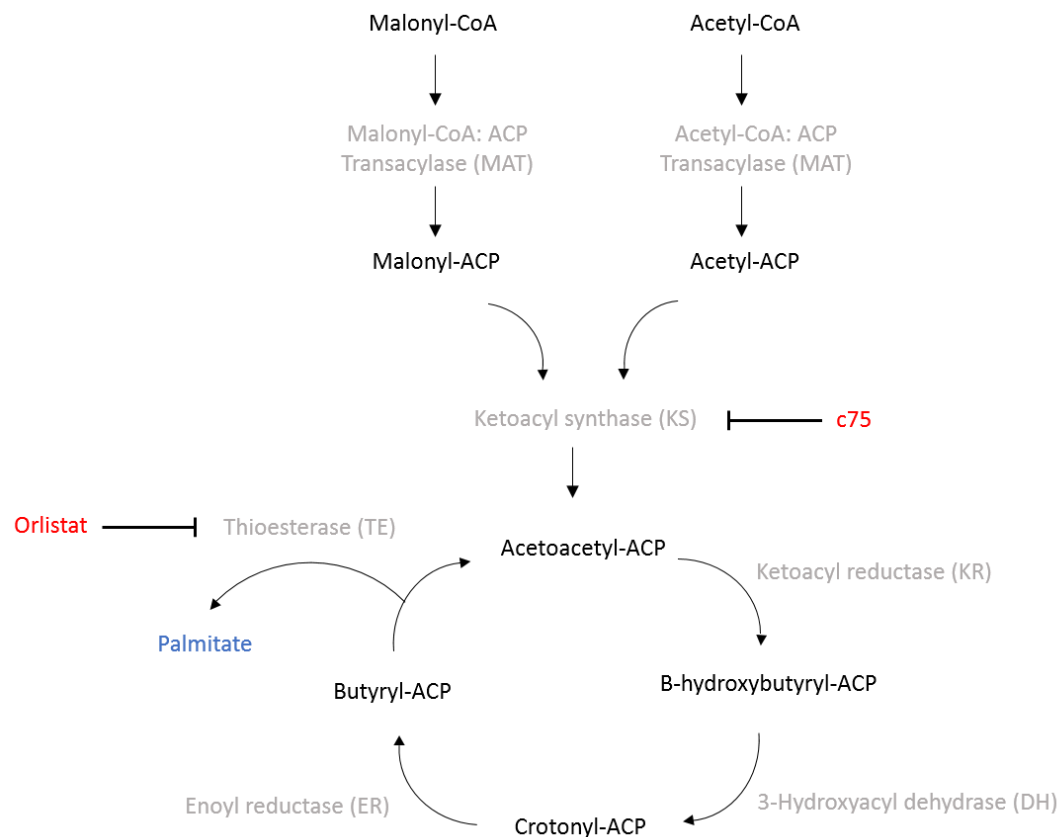 Malonyl-CoA
Acetyl-CoA
Malonyl-CoA: ACP
Transacylase (MAT)
Acetyl-CoA: ACP
Transacylase (MAT)
Malonyl-ACP
Acetyl-ACP
Ketoacyl synthase (KS)
c75
Orlistat
Thioesterase (TE)
Acetoacetyl-ACP
Ketoacyl reductase (KR)
Palmitate
Butyryl-ACP
B-hydroxybutyryl-ACP
Enoyl reductase (ER)
3-Hydroxyacyl dehydrase (DH)
Crotonyl-ACP